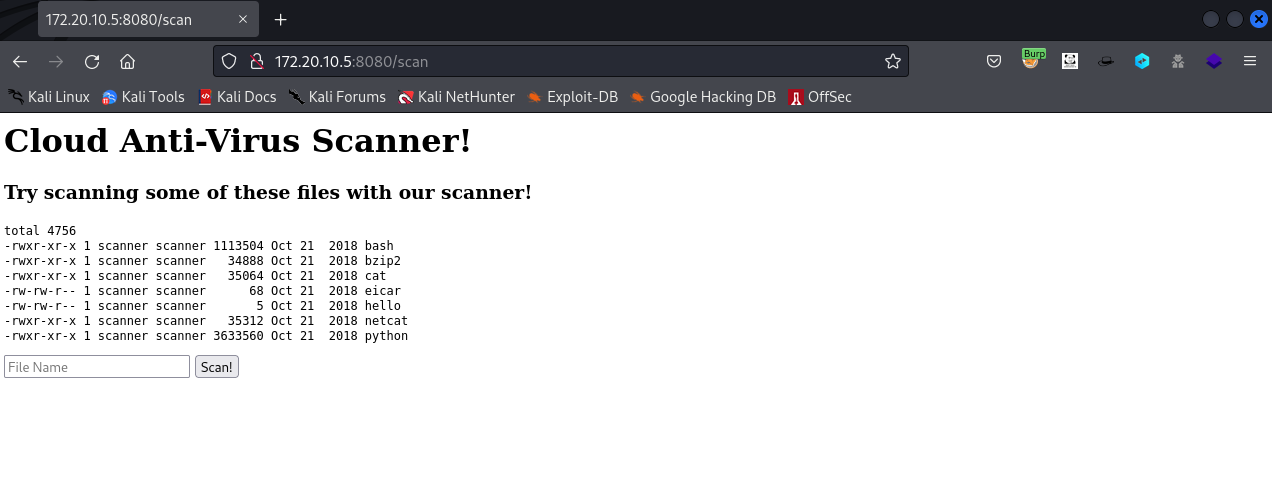 172.20.10.5:8080/scan
172.20.10.5:8080/scan
Burp
Kali Linux Kali Tools Kali Docs Kali Forums Kali NetHunter Exploit-DB Google Hacking DB OffSec
Cloud Anti-Virus Scanner!
Try scanning some of these files with our scanner!
total 4756
-rwxr-xr-x 1 scanner scanner 1113504 Oct 21  2018 bash
-rwxr-xr-x 1 scanner scanner   34888 Oct 21  2018 bzip2
-rwxr-xr-x 1 scanner scanner   35064 Oct 21  2018 cat
-rw-rw-r-- 1 scanner scanner      68 Oct 21  2018 eicar
-rw-rw-r-- 1 scanner scanner       5 Oct 21  2018 hello
-rwxr-xr-x 1 scanner scanner   35312 Oct 21  2018 netcat
-rwxr-xr-x 1 scanner scanner 3633560 Oct 21  2018 python
File Name Scan!